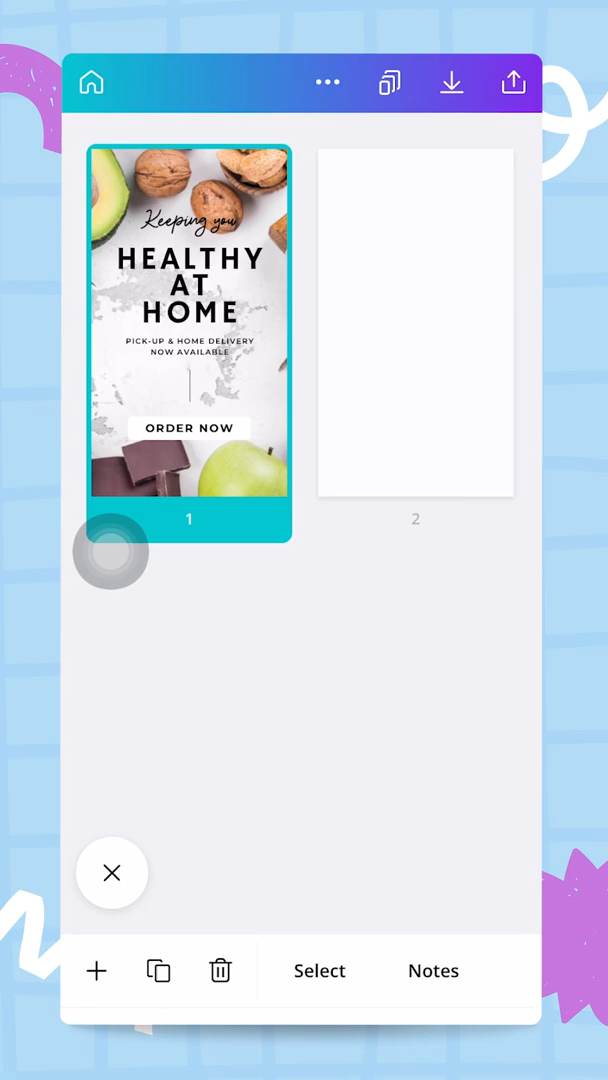 Keeping you
HEALTHY
AT
HOME
PICK-UP & HOME DELIVERY
NOW AVAILABLE
ORDER NOW
1
2
Select
Notes